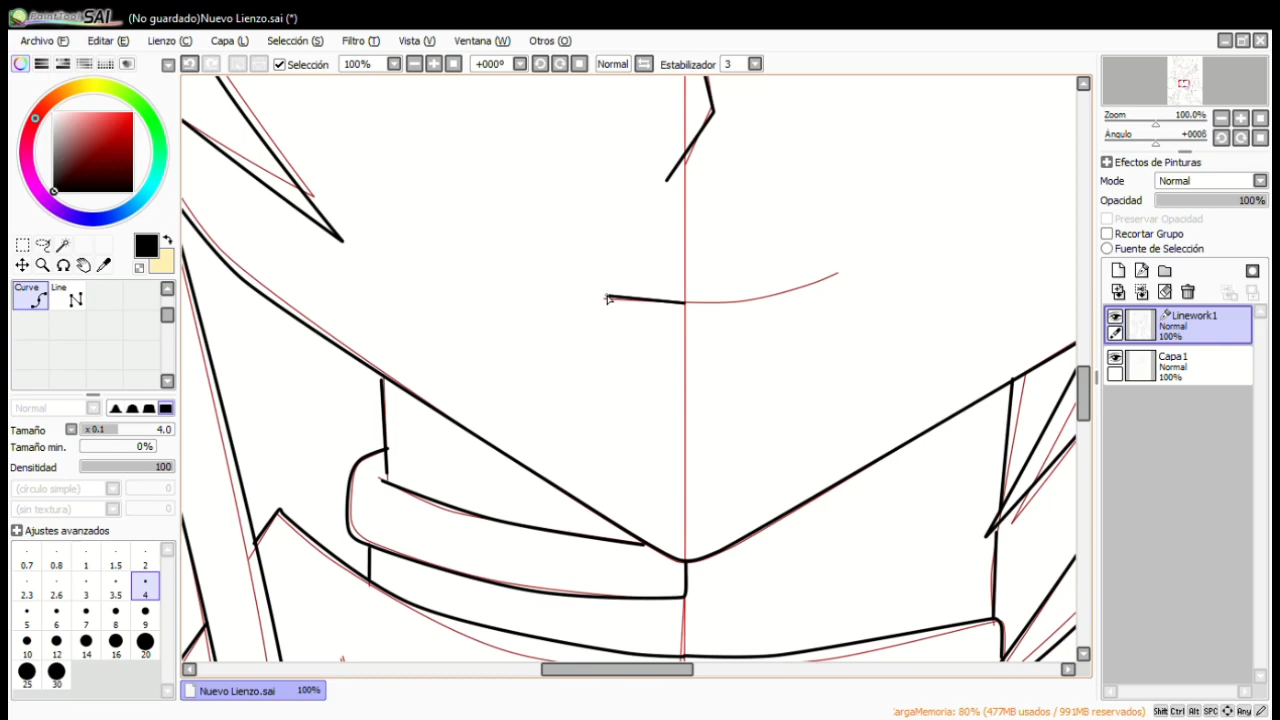 PaintTool SAI (No guardado)Nuevo Lienzo.sai (*)
Archivo (F) Editar (E) Lienzo (C) Capa (L) Selección (S) Filtro (T) Vista (V) Ventana (W) Otros (O)
Selección 100% +000º Normal Estabilizador 3
Zoom 100.0%
Ángulo +000ß
Efectos de Pinturas
Mode Normal
Opacidad 100%
Preservar Opacidad
Recortar Grupo
Fuente de Selección
Curve Line
Linework1
Normal
100%
Capa1
Normal
100%
Normal
Tamaño x 0.1 4.0
Tamaño min. 0%
Densitidad 100
(círculo simple) 0
(sin textura) 0
Ajustes avanzados
0.7 0.8 1 1.5 2
2.3 2.6 3 3.5 4
5 6 7 8 9
10 12 14 16 20
25 30
Nuevo Lienzo.sai 100%
CargaMemoria: 80% (477MB usados / 991MB reservados) Shift Ctrl Alt SPC Any